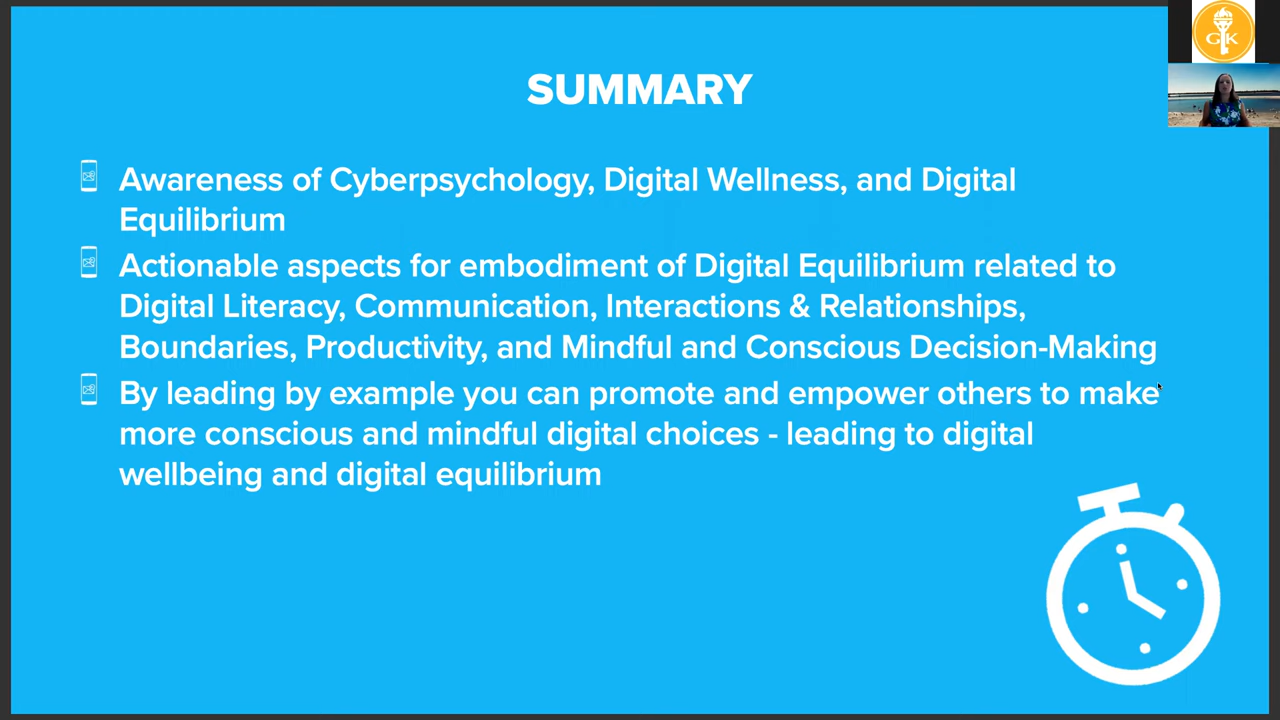 SUMMARY
Awareness of Cyberpsychology, Digital Wellness, and Digital
Equilibrium
Actionable aspects for embodiment of Digital Equilibrium related to
Digital Literacy, Communication, Interactions & Relationships,
Boundaries, Productivity, and Mindful and Conscious Decision-Making
By leading by example you can promote and empower others to make
more conscious and mindful digital choices - leading to digital
wellbeing and digital equilibrium
GK